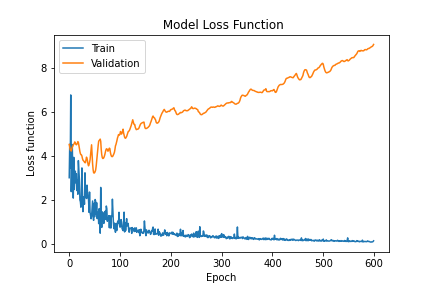 Model Loss Function
Train
Validation
Loss function
8
6
4
2
0
0 100 200 300 400 500 600
Epoch